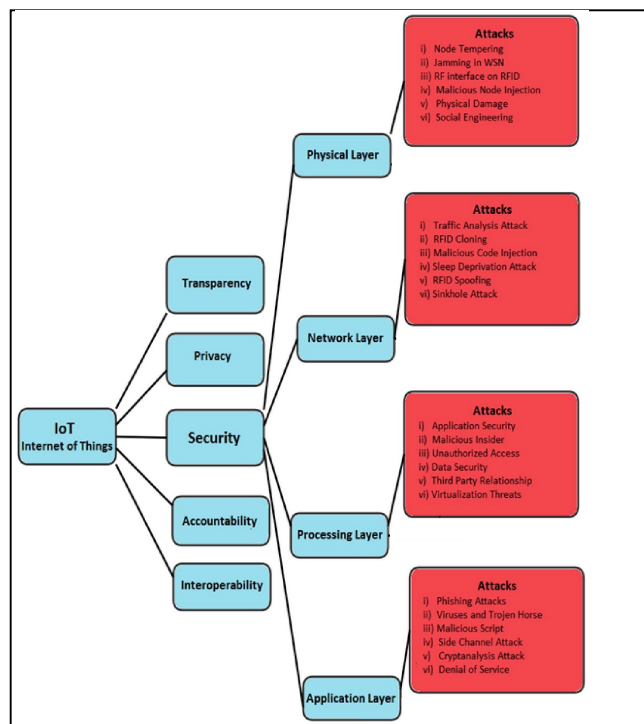 Attacks
i) Node Tempering
ii) Jamming in WSN
iii) RF interface on RFID
iv) Malicious Node Injection
v) Physical Damage
vi) Social Engineering
Physical Layer
Attacks
i) Traffic Analysis Attack
ii) RFID Cloning
iii) Malicious Code Injection
iv) Sleep Deprivation Attack
v) RFID Spoofing
vi) Sinkhole Attack
Network Layer
Transparency
Privacy
IoT
Internet of Things
Security
Accountability
Interoperability
Attacks
i) Application Security
ii) Malicious Insider
iii) Unauthorized Access
iv) Data Security
v) Third Party Relationship
vi) Virtualization Threats
Processing Layer
Attacks
i) Phishing Attacks
ii) Viruses and Trojen Horse
iii) Malicious Script
iv) Side Channel Attack
v) Cryptanalysis Attack
vi) Denial of Service
Application Layer